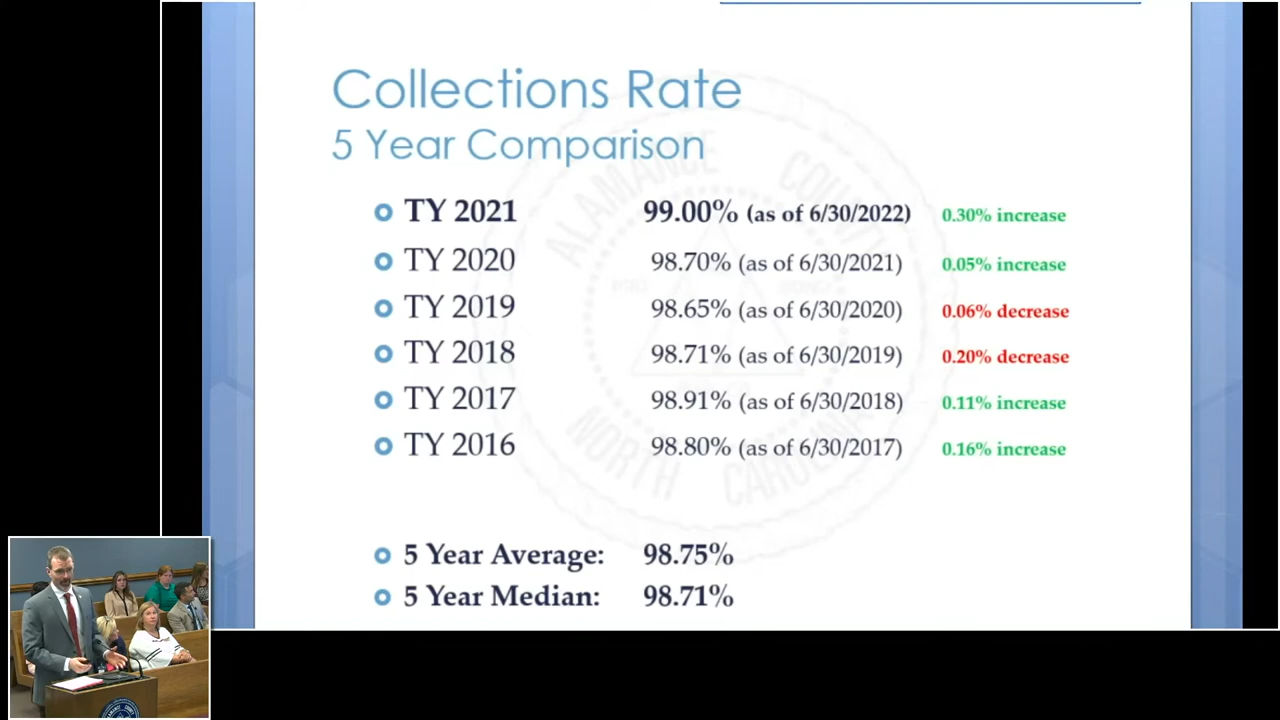 Collections Rate
5 Year Comparison
TY 2021 99.00% (as of 6/30/2022) 0.30% increase
TY 2020 98.70% (as of 6/30/2021) 0.05% increase
TY 2019 98.65% (as of 6/30/2020) 0.06% decrease
TY 2018 98.71% (as of 6/30/2019) 0.20% decrease
TY 2017 98.91% (as of 6/30/2018) 0.11% increase
TY 2016 98.80% (as of 6/30/2017) 0.16% increase
5 Year Average: 98.75%
5 Year Median: 98.71%
ALAMANCE COUNTY
NORTH CAROLINA